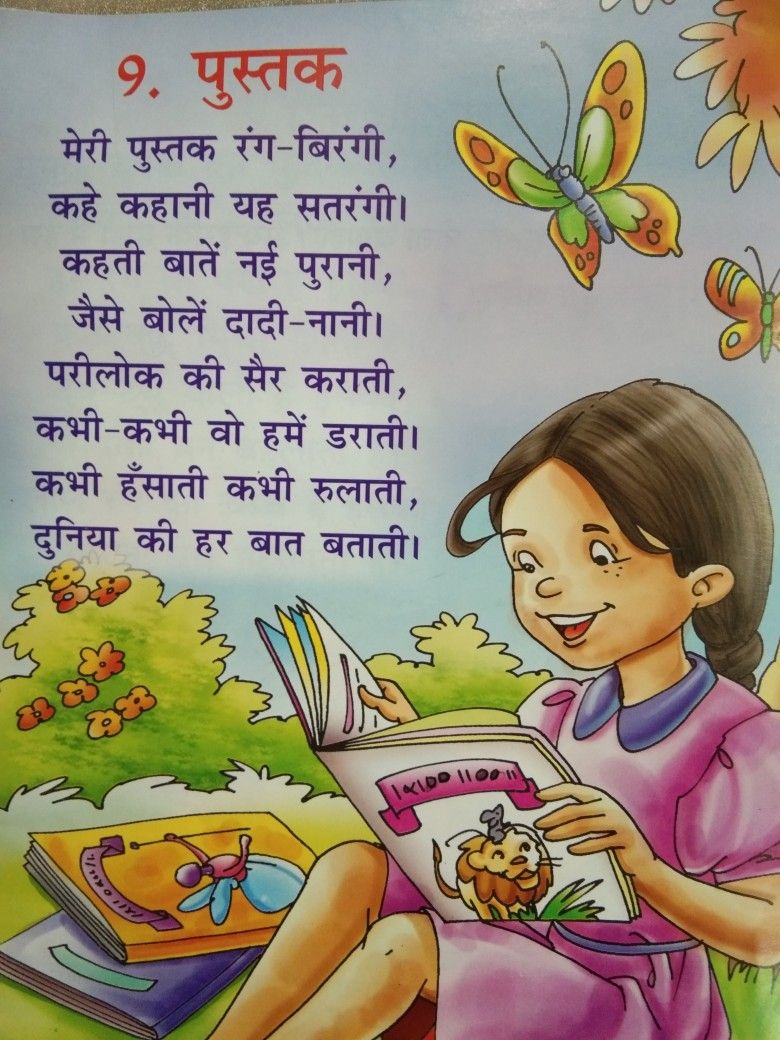 9. पुस्तक
मेरी पुस्तक रंग-बिरंगी,
कहे कहानी यह सतरंगी।
कहती बातें नई पुरानी,
जैसे बोलें दादी-नानी।
परीलोक की सैर कराती,
कभी-कभी वो हमें डराती।
कभी हँसाती कभी रुलाती,
दुनिया की हर बात बताती।